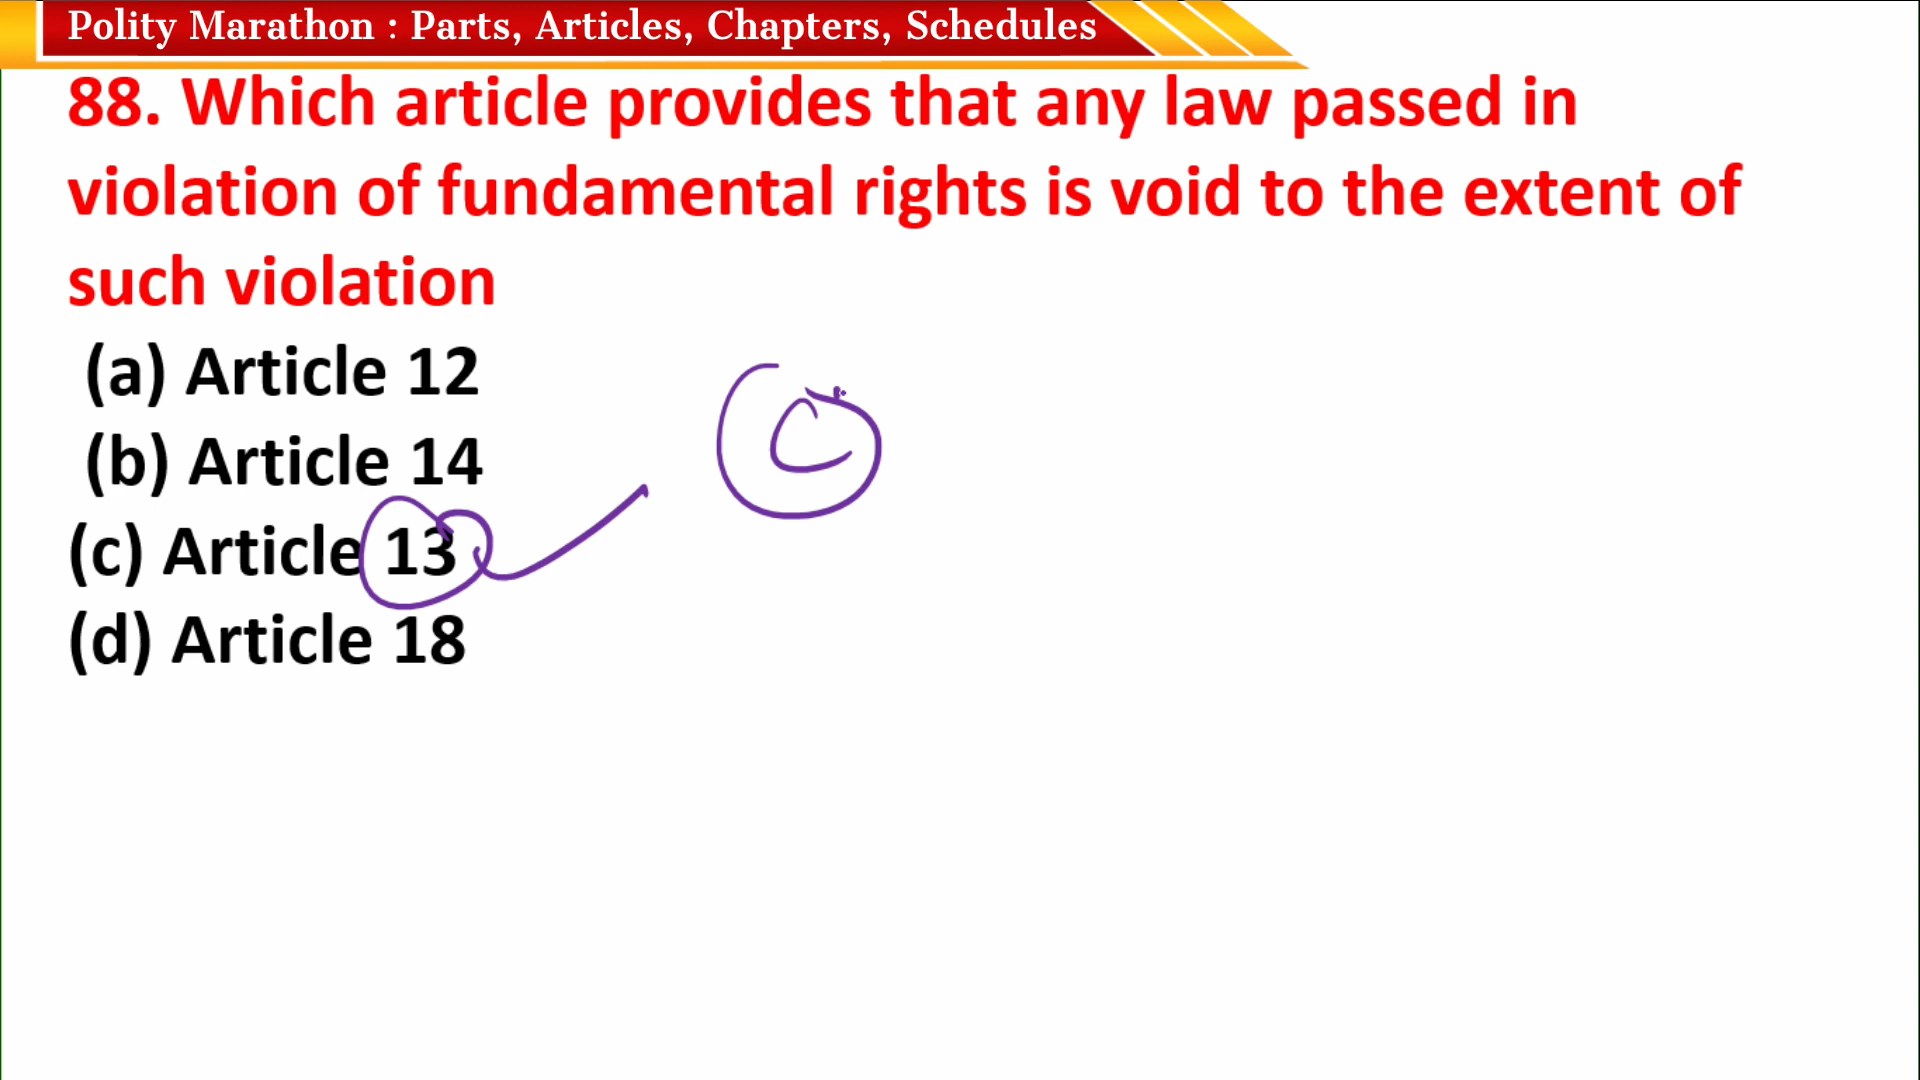 Polity Marathon : Parts, Articles, Chapters, Schedules
88. Which article provides that any law passed in
violation of fundamental rights is void to the extent of
such violation
(a) Article 12
(b) Article 14
(c) Article 13
(d) Article 18
C